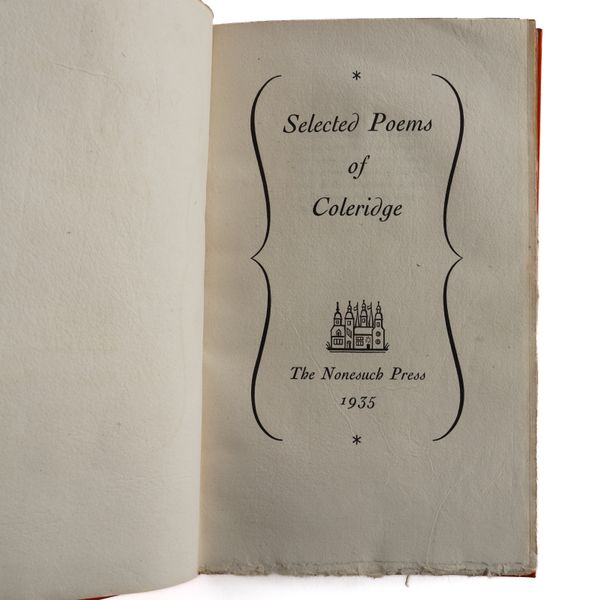 *
Selected Poems
of
Coleridge
The Nonesuch Press
1935
*